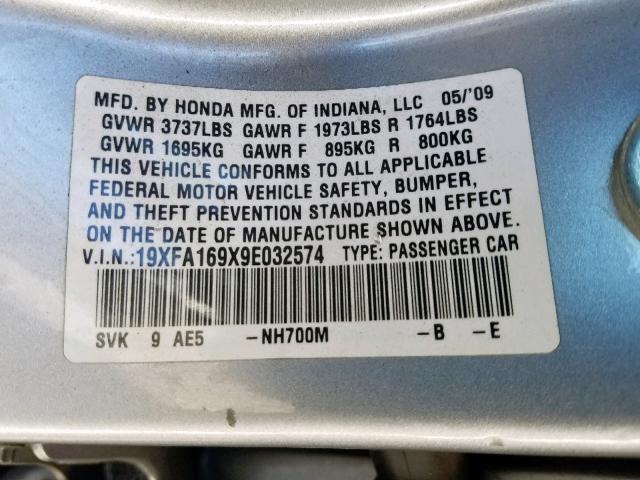 MFD. BY HONDA MFG. OF INDIANA, LLC 05/'09
GVWR 3737LBS GAWR F 1973LBS R 1764LBS
GVWR 1695KG GAWR F 895KG R 800KG
THIS VEHICLE CONFORMS TO ALL APPLICABLE
FEDERAL MOTOR VEHICLE SAFETY, BUMPER,
AND THEFT PREVENTION STANDARDS IN EFFECT
ON THE DATE OF MANUFACTURE SHOWN ABOVE.
V.I.N.:19XFA169X9E032574 TYPE: PASSENGER CAR
SVK 9 AE5 -NH700M -B -E